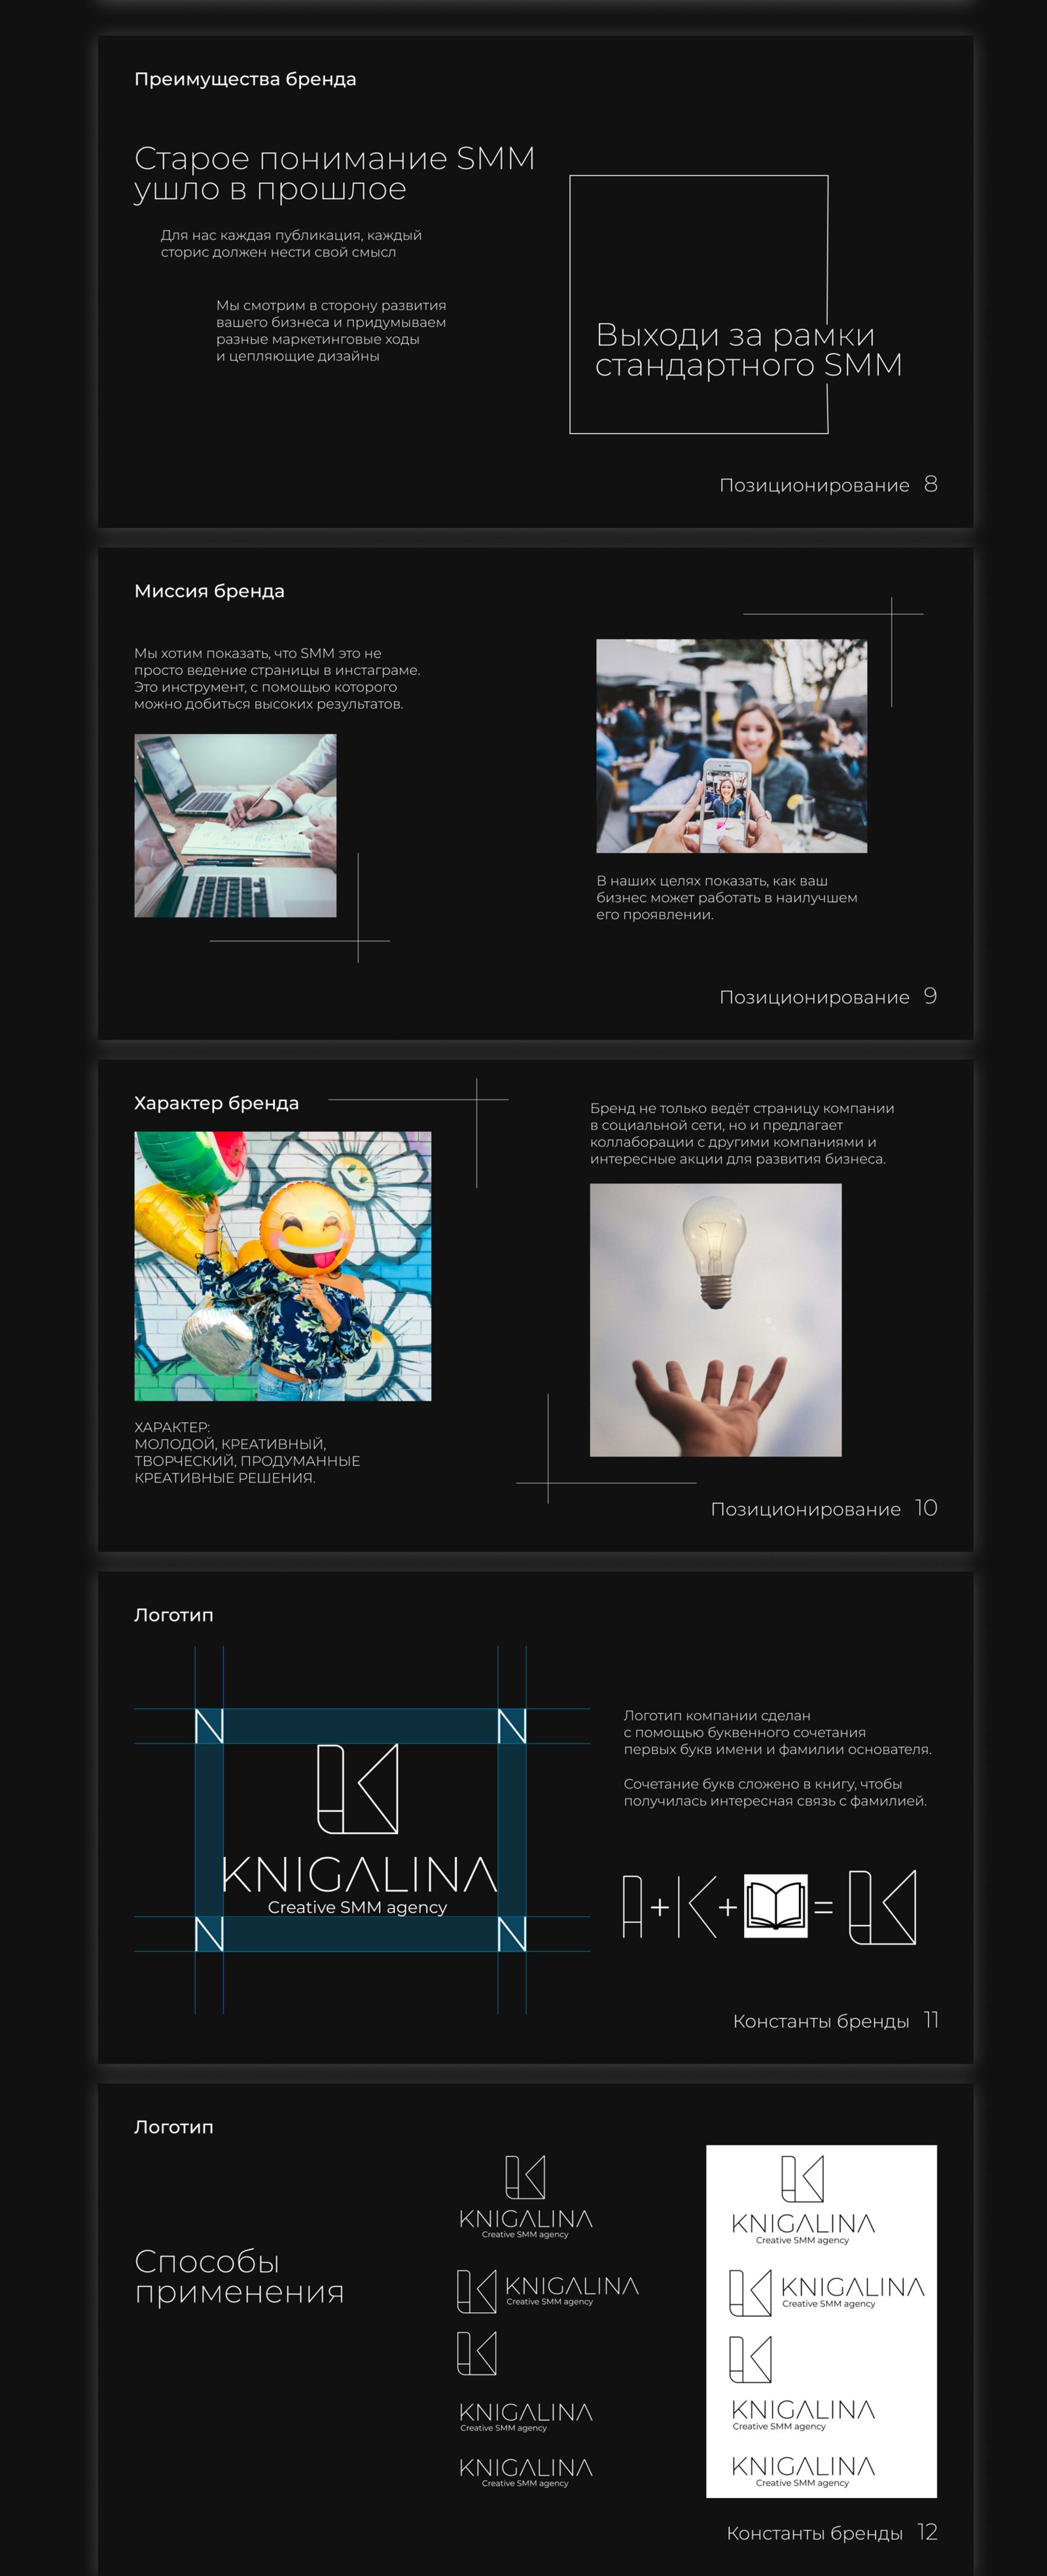 Преимущества бренда
Старое понимание SMM
ушло в прошлое
Для нас каждая публикация, каждый
сторис должен нести свой смысл
Мы смотрим в сторону развития
вашего бизнеса и придумываем
разные маркетинговые ходы
и цепляющие дизайны
Выходи за рамки
стандартного SMM
Позиционирование 8
Миссия бренда
Мы хотим показать, что SMM это не
просто ведение страницы в инстаграме.
Это инструмент, с помощью которого
можно добиться высоких результатов.
В наших целях показать, как ваш
бизнес может работать в наилучшем
его проявлении.
Позиционирование 9
Характер бренда
ХАРАКТЕР:
МОЛОДОЙ, КРЕАТИВНЫЙ,
ТВОРЧЕСКИЙ, ПРОДУМАННЫЕ
КРЕАТИВНЫЕ РЕШЕНИЯ.
Бренд не только ведёт страницу компании
в социальной сети, но и предлагает
коллаборации с другими компаниями и
интересные акции для развития бизнеса.
Позиционирование 10
Логотип
N N
K
KNIGALINA
Creative SMM agency
N N
Логотип компании сделан
с помощью буквенного сочетания
первых букв имени и фамилии основателя.
Сочетание букв сложено в книгу, чтобы
получилась интересная связь с фамилией.
A + K + = K
Константы бренды 11
Логотип
Способы
применения
KNIGALINA
Creative SMM agency
KNIGALINA
Creative SMM agency
KNIGALINA
Creative SMM agency
KNIGALINA
Creative SMM agency
KNIGALINA
Creative SMM agency
KNIGALINA
Creative SMM agency
KNIGALINA
Creative SMM agency
KNIGALINA
Creative SMM agency
Константы бренды 12